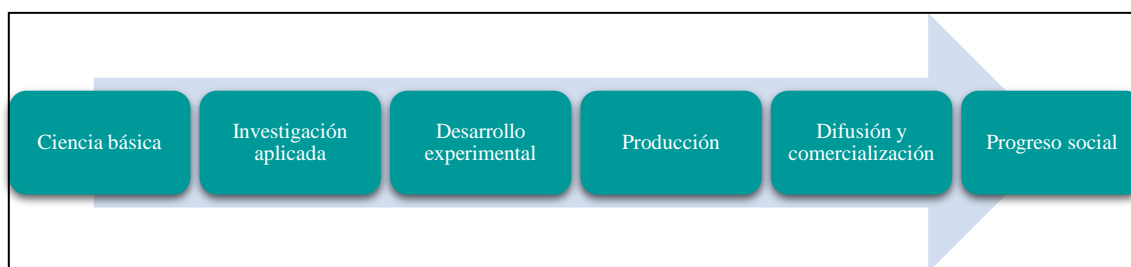 Ciencia básica
Investigación
aplicada
Desarrollo
experimental
Producción
Difusión y
comercialización
Progreso social